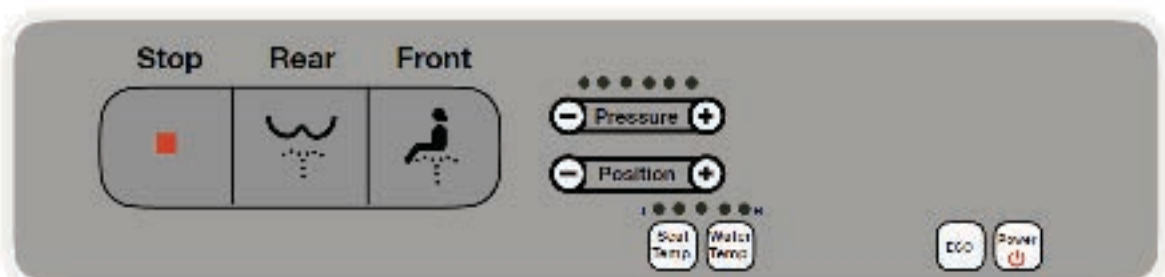 Stop Rear Front
− Pressure +
− Position +
Seat Water
Temp. Temp.
ECO Power